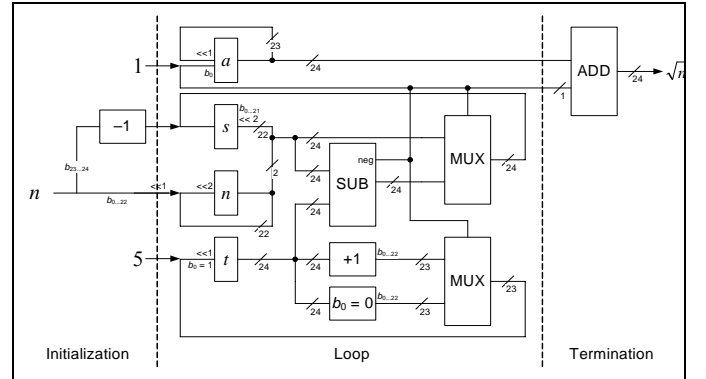 <<1
23
1
b0
a
24
ADD
24
√n
1
b0...21
<< 2
−1
s
22
24
neg
MUX
24
b23...24
2
24
SUB
24
n
<<1
<<2
n
b0...22
22
24
5
<<1
b0 = 1
t
24
24
+1
b0...22
23
MUX
23
24
b0 = 0
b0...22
23
Initialization
Loop
Termination